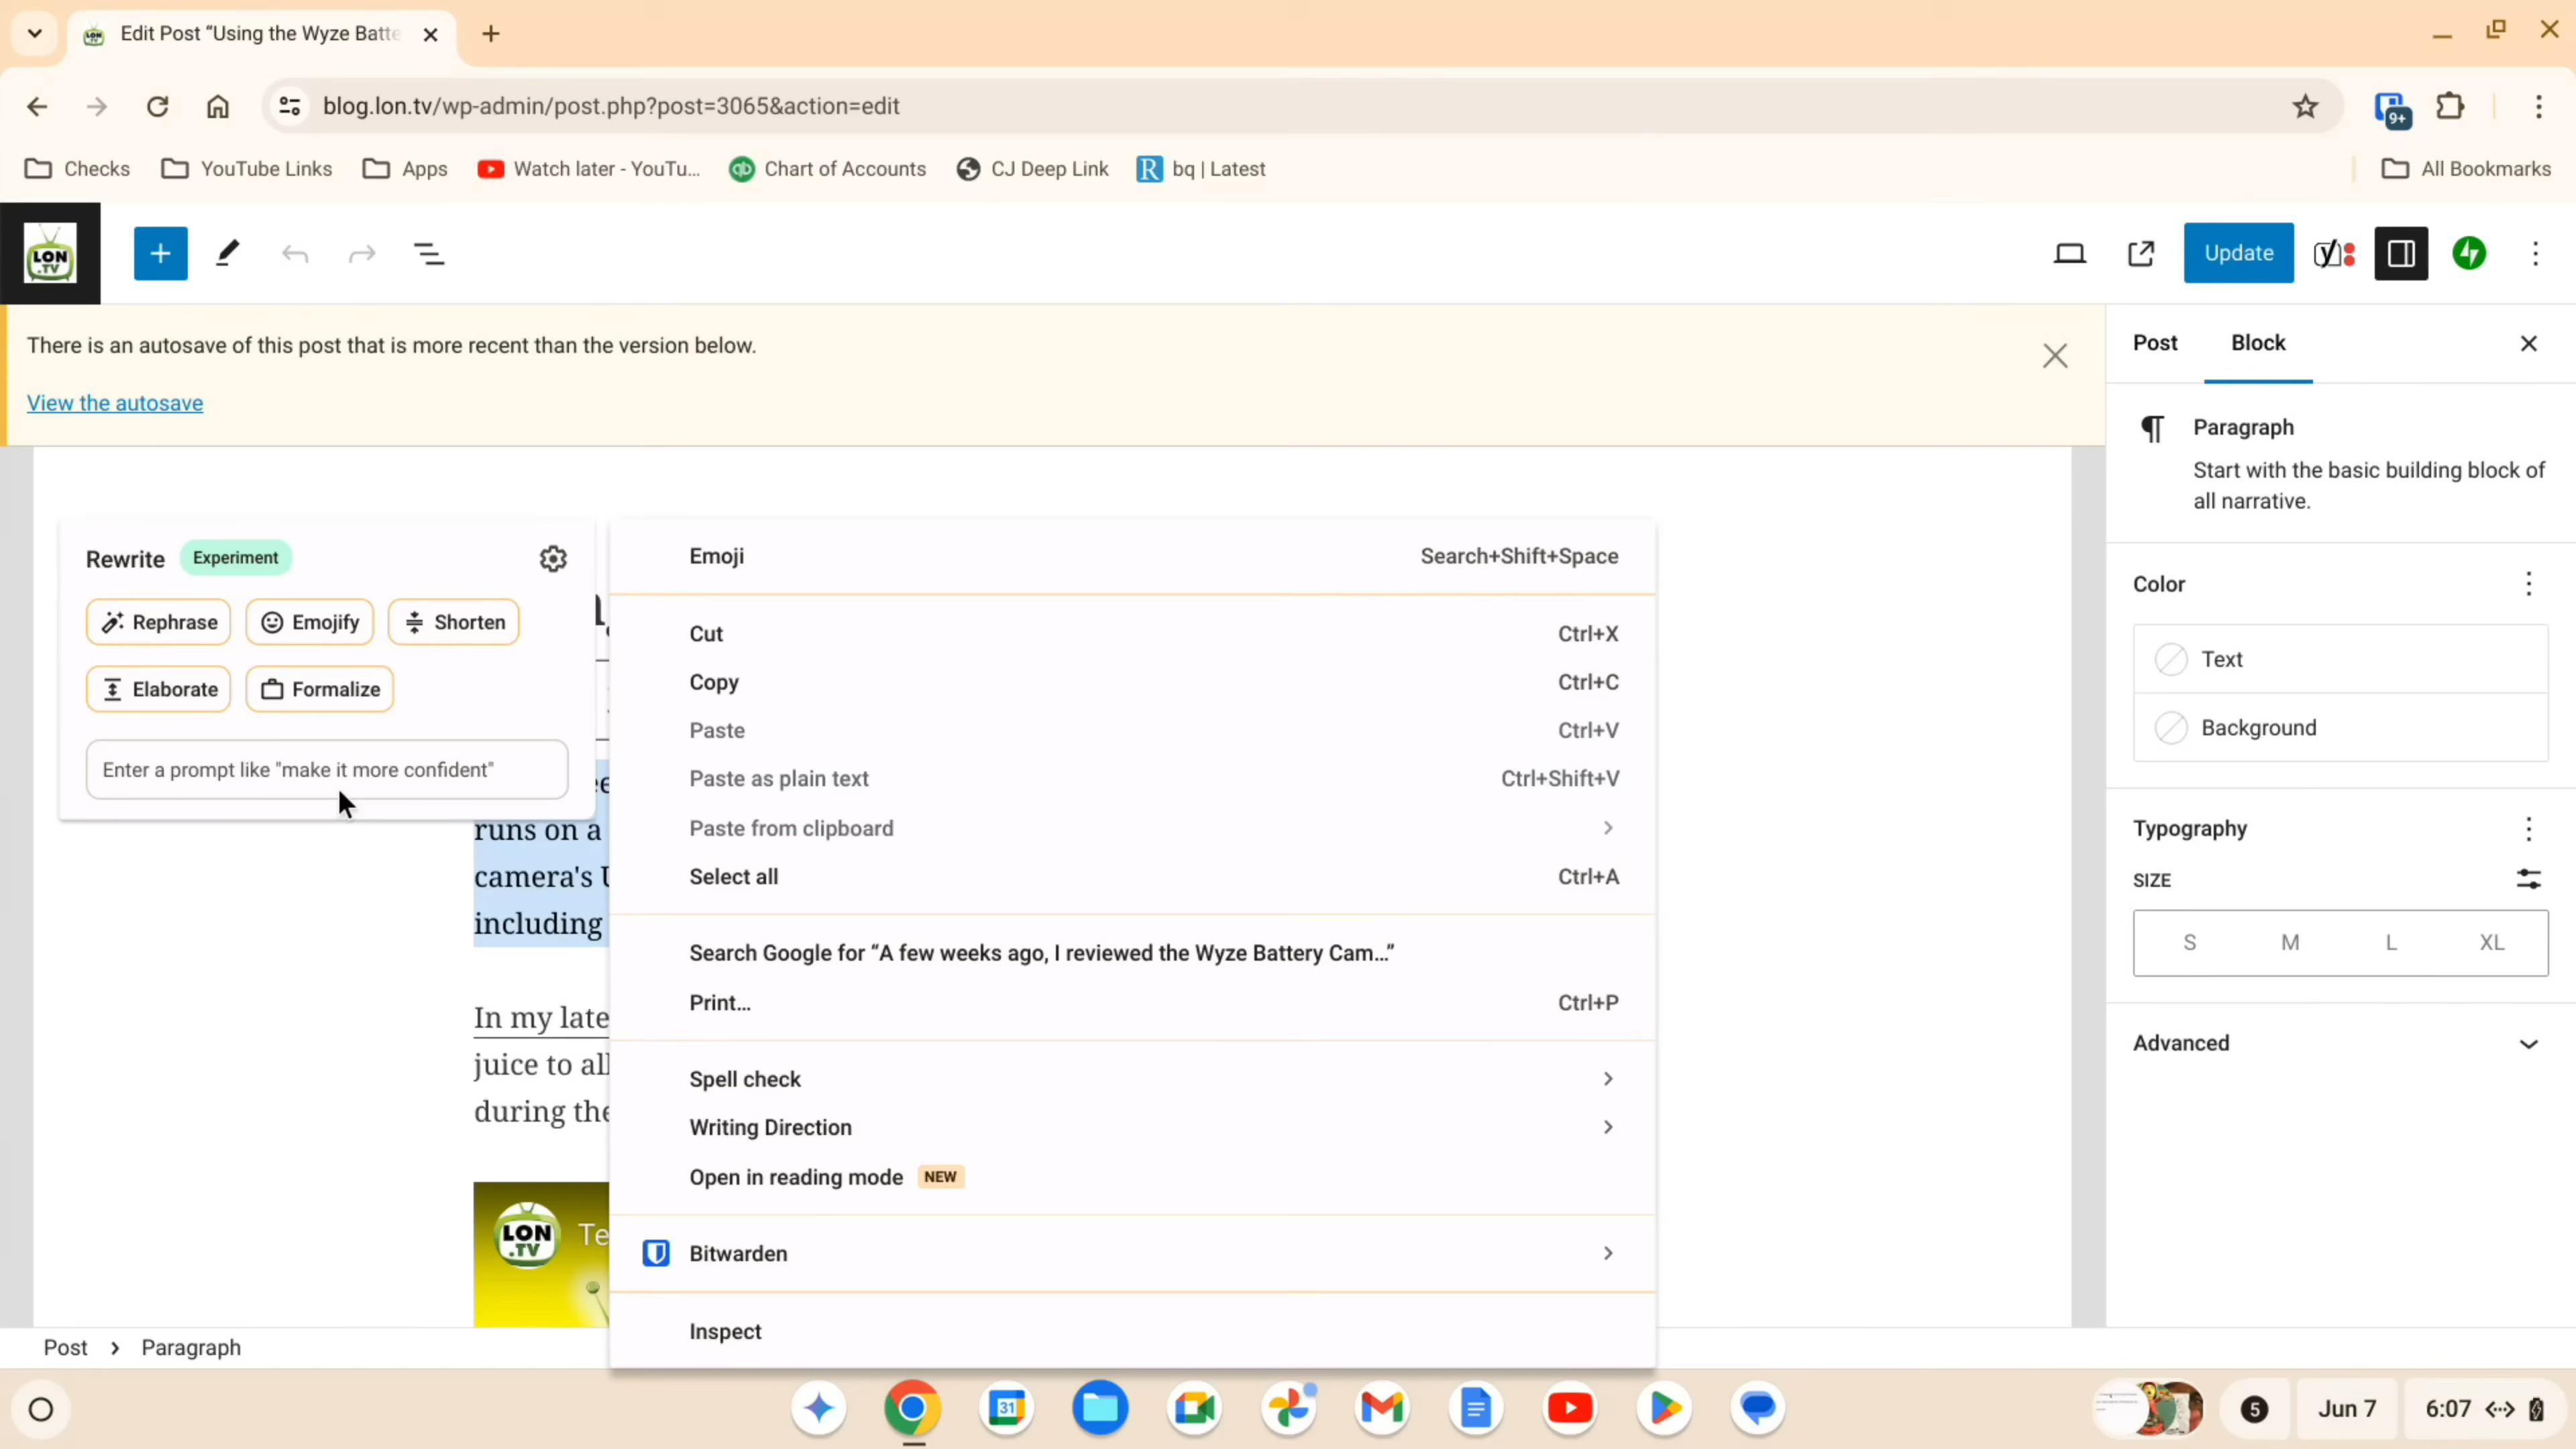 Edit Post “Using the Wyze Batte
blog.lon.tv/wp-admin/post.php?post=3065&action=edit
9+
Checks
YouTube Links
Apps
Watch later - YouTu...
qb
Chart of Accounts
CJ Deep Link
R
bq | Latest
All Bookmarks
LON
.TV
Update
There is an autosave of this post that is more recent than the version below.
View the autosave
Post
Block
Paragraph
Start with the basic building block of
all narrative.
Color
Text
Background
Typography
SIZE
S M L XL
Advanced
Rewrite
Experiment
Rephrase
Emojify
Shorten
Elaborate
Formalize
Enter a prompt like "make it more confident"
runs on a
camera's
including
In my late
juice to all
during the
LON
.TV
Te
Emoji Search+Shift+Space
Cut Ctrl+X
Copy Ctrl+C
Paste Ctrl+V
Paste as plain text Ctrl+Shift+V
Paste from clipboard
Select all Ctrl+A
Search Google for “A few weeks ago, I reviewed the Wyze Battery Cam...”
Print... Ctrl+P
Spell check
Writing Direction
Open in reading mode NEW
Bitwarden
Inspect
Post > Paragraph
31
5
Jun 7
6:07